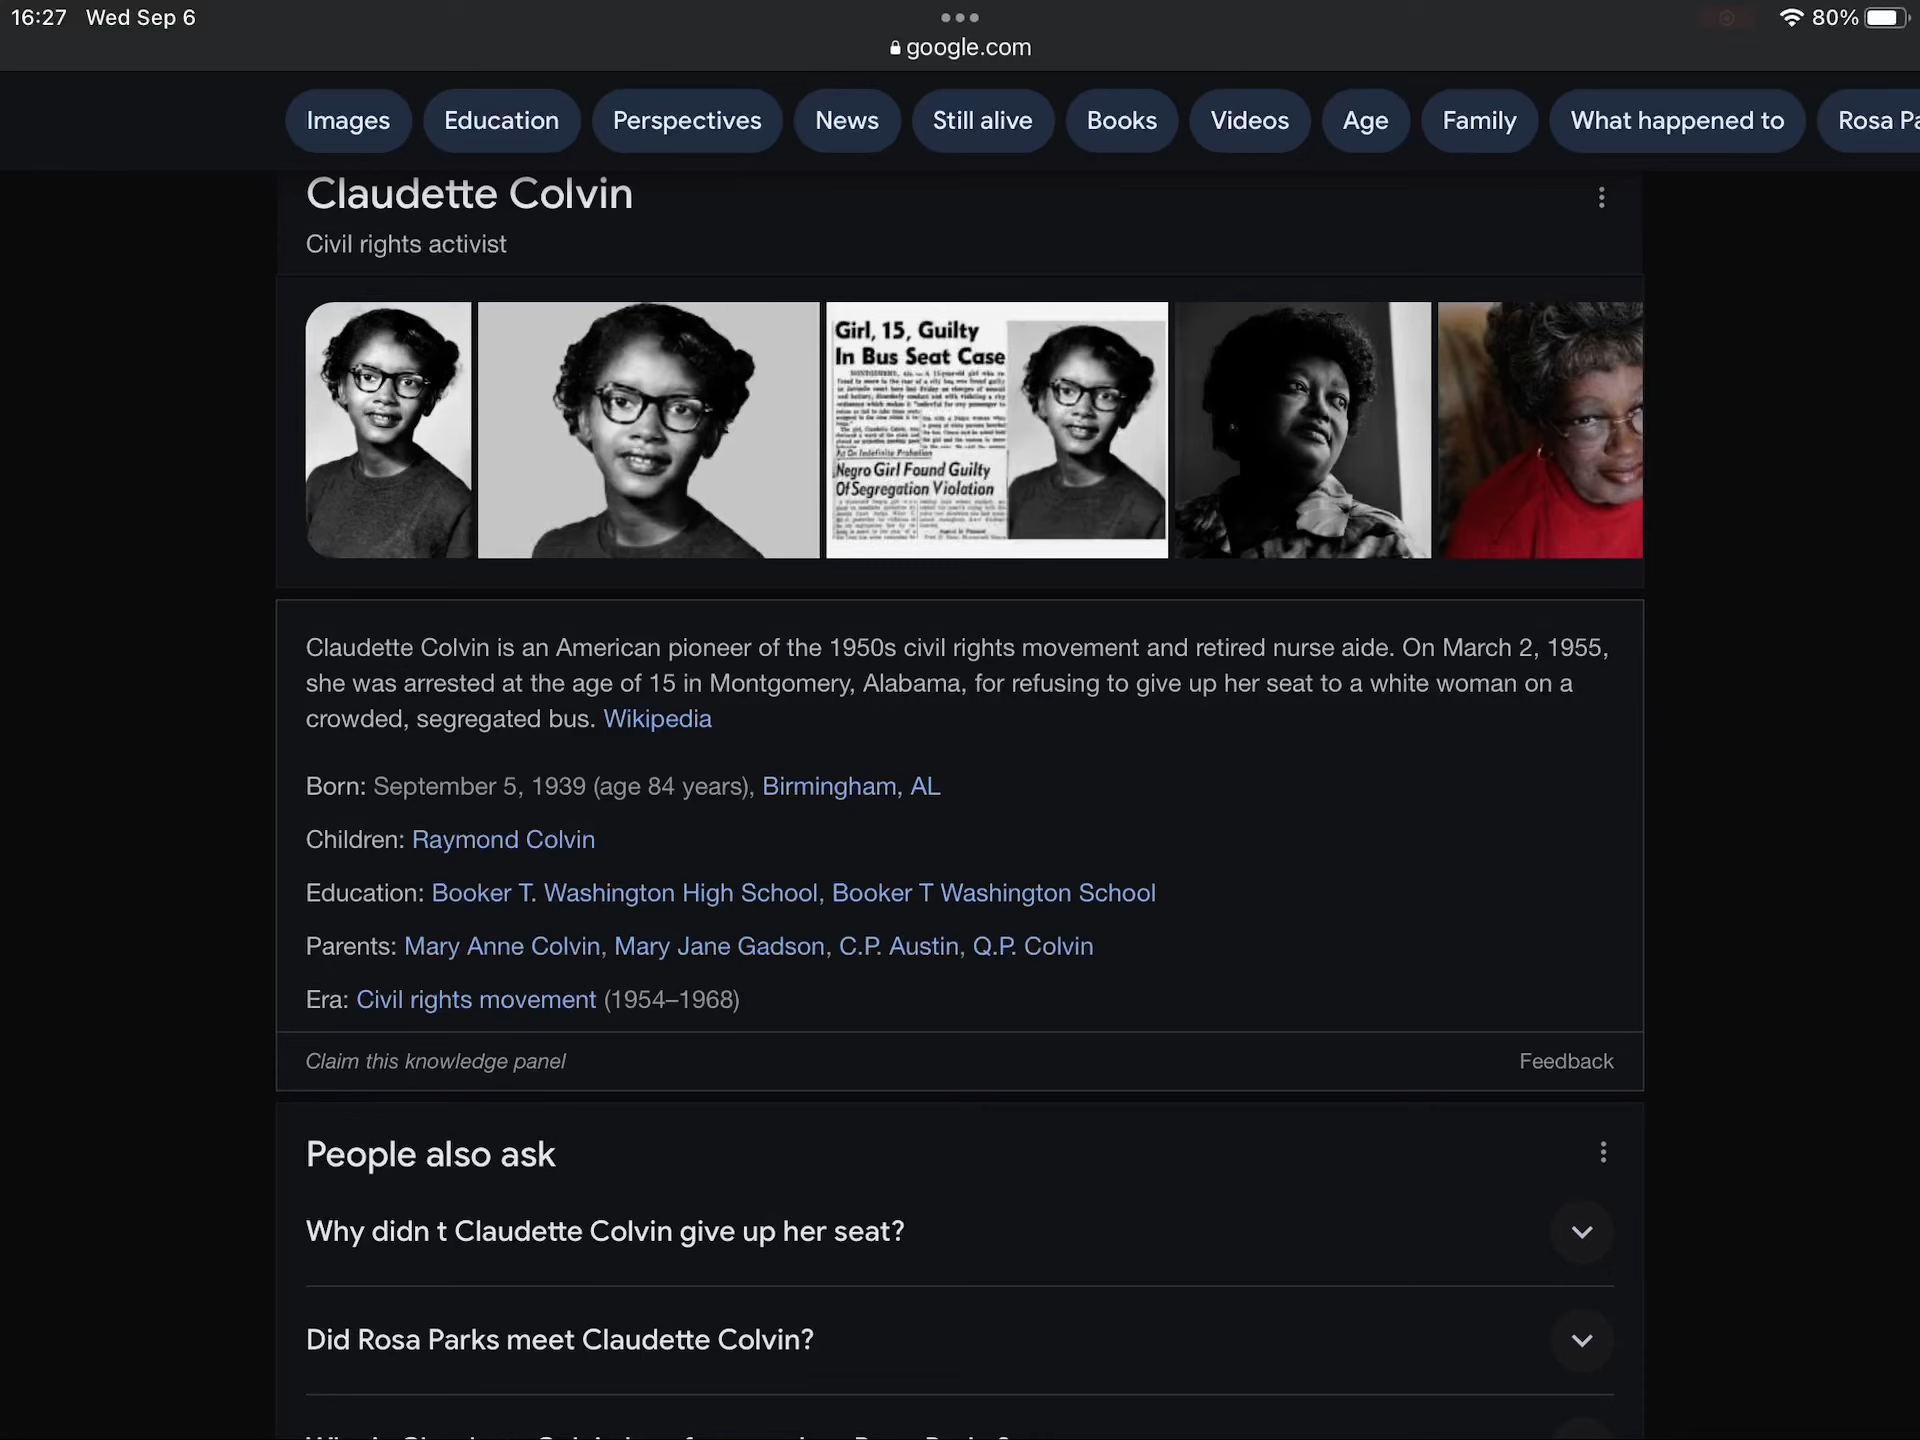 16:27 Wed Sep 6
80%
google.com
Images Education Perspectives News Still alive Books Videos Age Family What happened to Rosa Pa
Claudette Colvin
Civil rights activist
Girl, 15, Guilty
In Bus Seat Case
Put On Indefinite Probation
Negro Girl Found Guilty
Of Segregation Violation
Claudette Colvin is an American pioneer of the 1950s civil rights movement and retired nurse aide. On March 2, 1955,
she was arrested at the age of 15 in Montgomery, Alabama, for refusing to give up her seat to a white woman on a
crowded, segregated bus. Wikipedia
Born: September 5, 1939 (age 84 years), Birmingham, AL
Children: Raymond Colvin
Education: Booker T. Washington High School, Booker T Washington School
Parents: Mary Anne Colvin, Mary Jane Gadson, C.P. Austin, Q.P. Colvin
Era: Civil rights movement (1954–1968)
Claim this knowledge panel
Feedback
People also ask
Why didn t Claudette Colvin give up her seat?
Did Rosa Parks meet Claudette Colvin?